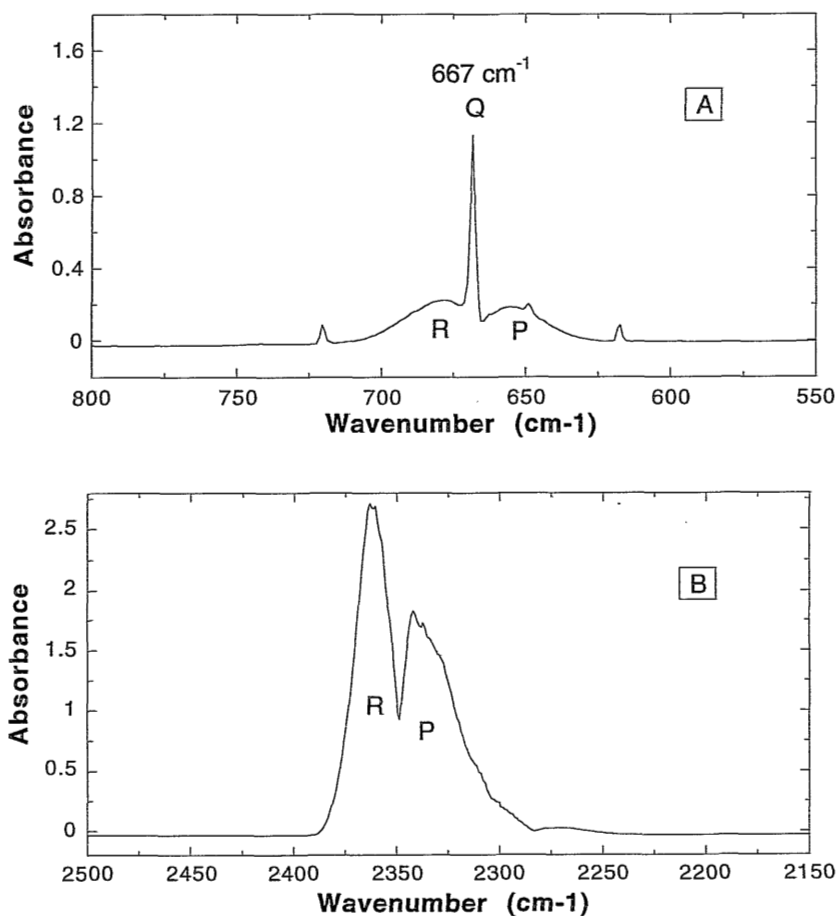 1.6
667 cm⁻¹
Q
A
1.2
Absorbance
0.8
0.4
R P
0
800 750 700 650 600 550
Wavenumber (cm-1)
2.5
B
2
1.5
Absorbance
R
1
P
0.5
0
2500 2450 2400 2350 2300 2250 2200 2150
Wavenumber (cm-1)